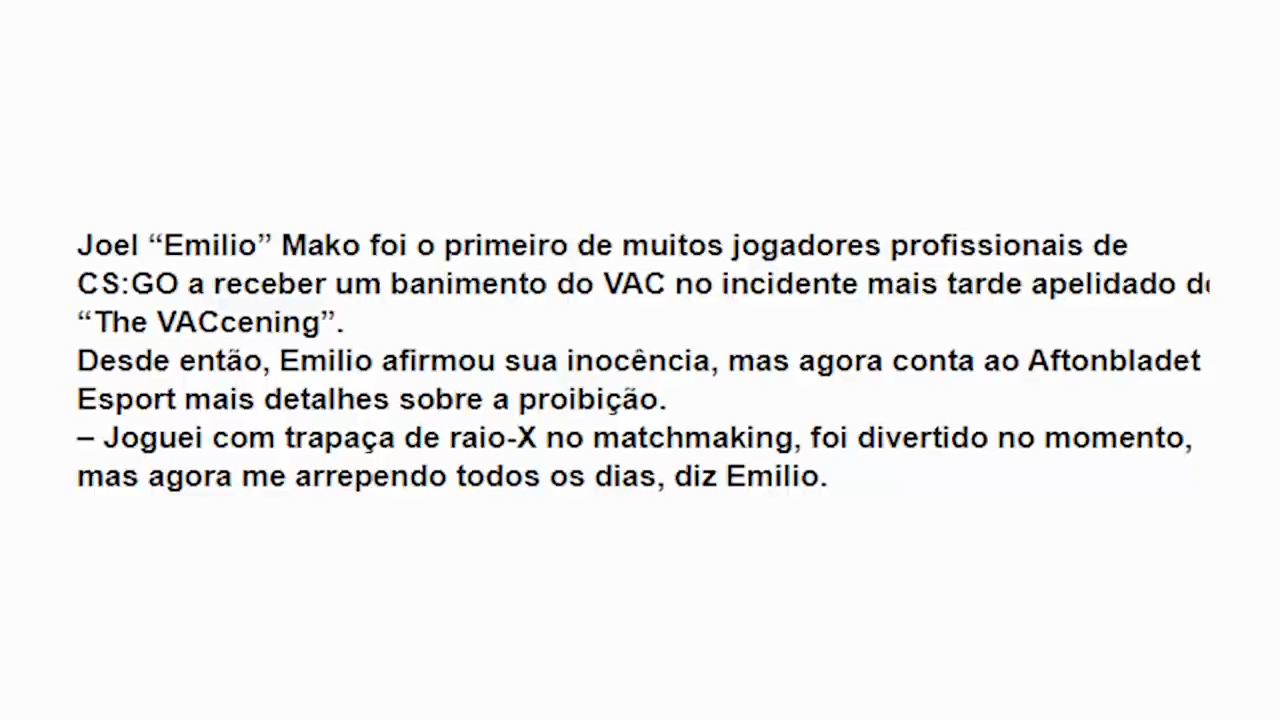 Joel “Emilio” Mako foi o primeiro de muitos jogadores profissionais de
CS:GO a receber um banimento do VAC no incidente mais tarde apelidado
“The VACcening”.
Desde então, Emilio afirmou sua inocência, mas agora conta ao Aftonbladet
Esport mais detalhes sobre a proibição.
– Joguei com trapaça de raio-X no matchmaking, foi divertido no momento,
mas agora me arrependo todos os dias, diz Emilio.